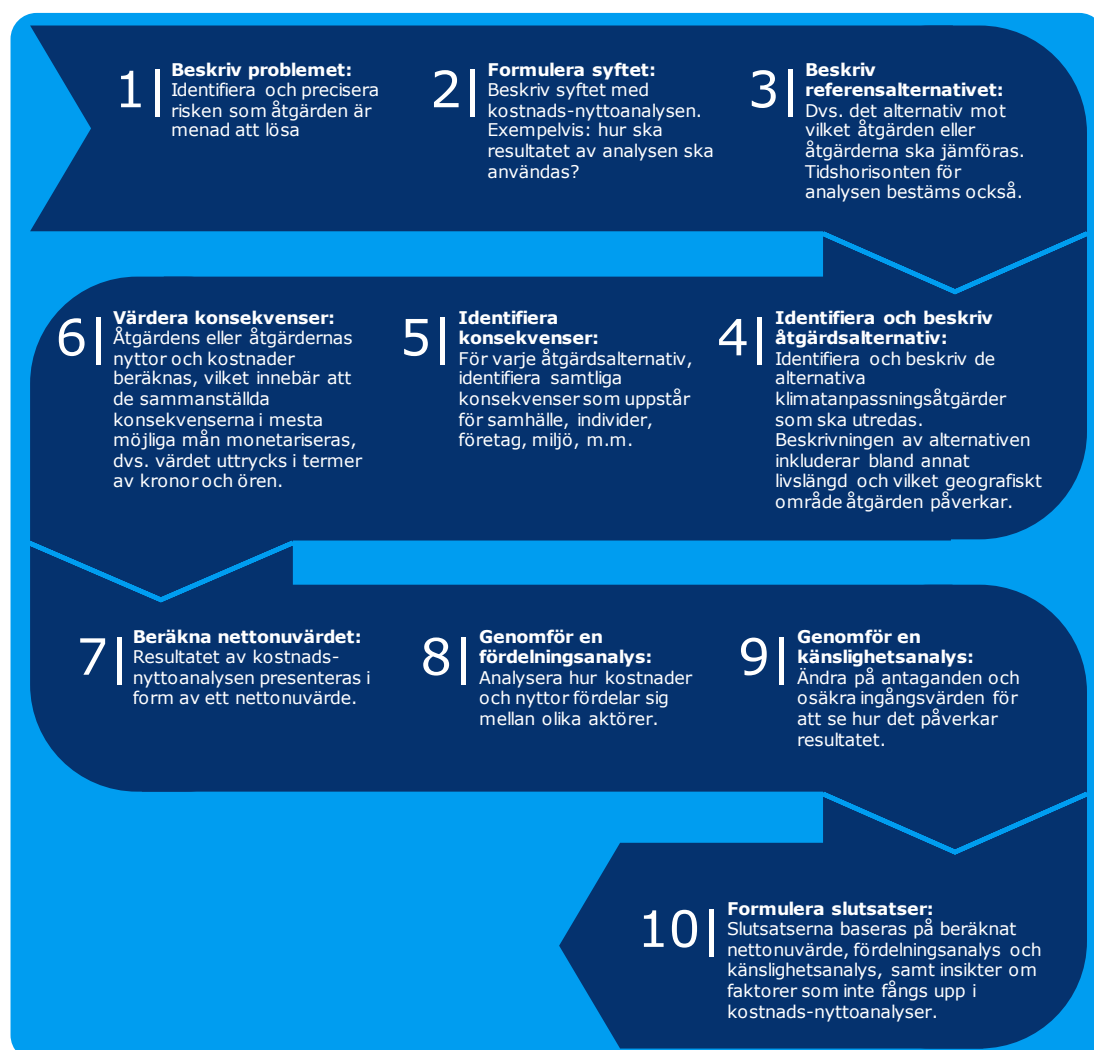 1
Beskriv problemet:
Identifiera och precisera
risken som åtgärden är
menad att lösa
2
Formulera syftet:
Beskriv syftet med
kostnads-nyttoanalysen.
Exempelvis: hur ska
resultatet av analysen ska
användas?
3
Beskriv
referensalternativet:
Dvs. det alternativ mot
vilket åtgärden eller
åtgärderna ska jämföras.
Tidshorisonten för
analysen bestäms också.
4
Identifiera och beskriv
åtgärdsalternativ:
Identifiera och beskriv de
alternativa
klimatanpassningsåtgärder
som ska utredas.
Beskrivningen av alternativen
inkluderar bland annat
livslängd och vilket geografiskt
område åtgärden påverkar.
5
Identifiera
konsekvenser:
För varje åtgärdsalternativ,
identifiera samtliga
konsekvenser som uppstår
för samhälle, individer,
företag, miljö, m.m.
6
Värdera konsekvenser:
Åtgärdens eller åtgärdernas
nyttor och kostnader
beräknas, vilket innebär att
de sammanställda
konsekvenserna i mesta
möjliga mån monetariseras,
dvs. värdet uttrycks i termer
av kronor och ören.
7
Beräkna nettonuvärdet:
Resultatet av kostnads-
nyttoanalysen presenteras i
form av ett nettonuvärde.
8
Genomför en
fördelningsanalys:
Analysera hur kostnader
och nyttor fördelar sig
mellan olika aktörer.
9
Genomför en
känslighetsanalys:
Ändra på antaganden och
osäkra ingångsvärden för
att se hur det påverkar
resultatet.
10
Formulera slutsatser:
Slutsatserna baseras på beräknat
nettonuvärde, fördelningsanalys och
känslighetsanalys, samt insikter om
faktorer som inte fångs upp i
kostnads-nyttoanalyser.